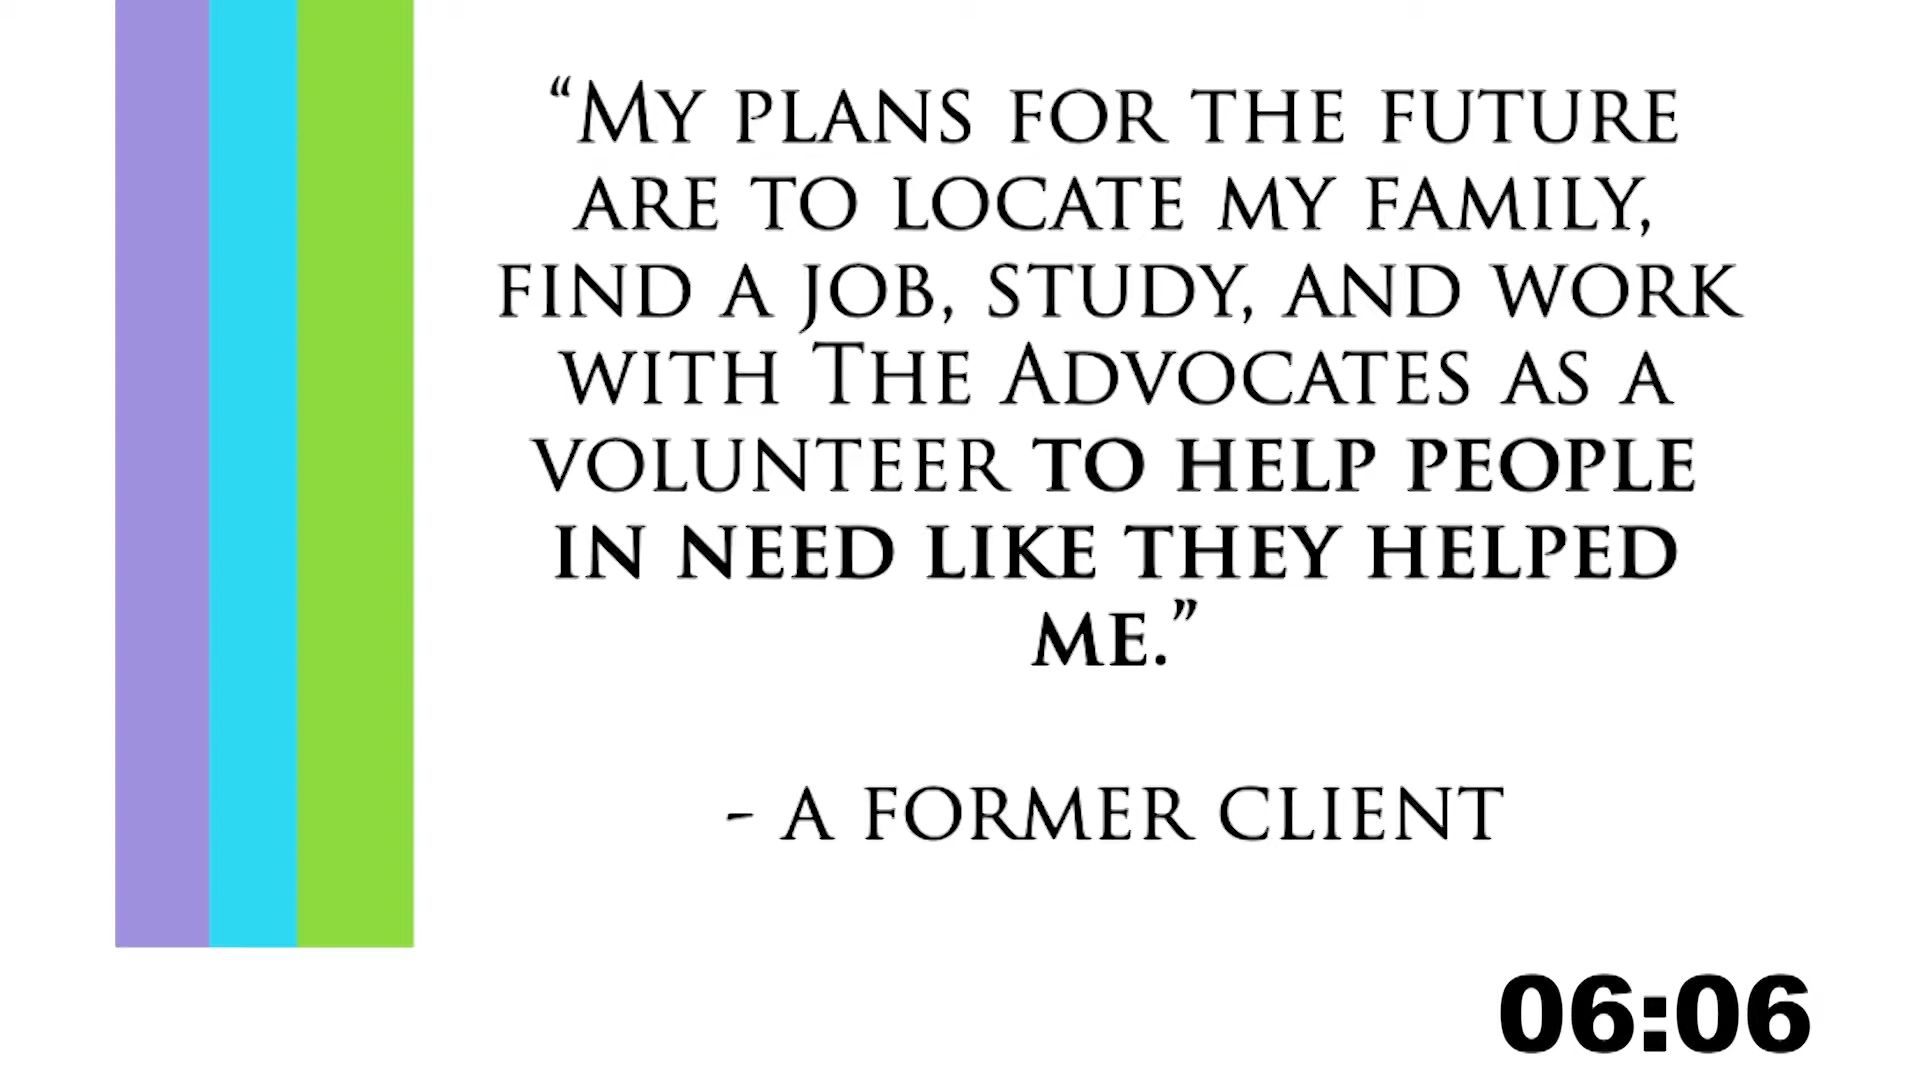 “My plans for the future
are to locate my family,
find a job, study, and work
with The Advocates as a
volunteer to help people
in need like they helped
me.”
- a former client
06:06